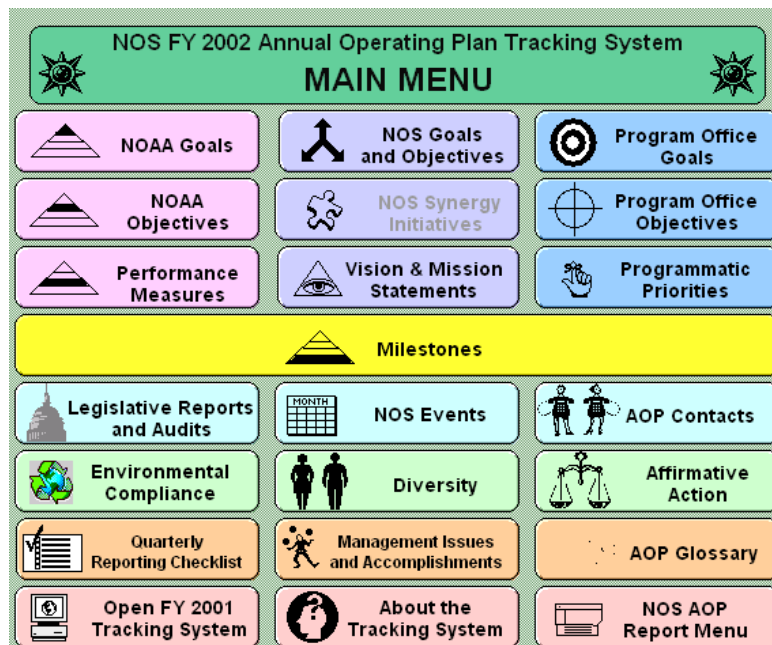 NOS FY 2002 Annual Operating Plan Tracking System
MAIN MENU
NOAA Goals
NOS Goals
and Objectives
Program Office
Goals
NOAA
Objectives
NOS Synergy
Initiatives
Program Office
Objectives
Performance
Measures
Vision & Mission
Statements
Programmatic
Priorities
Milestones
Legislative Reports
and Audits
MONTH
NOS Events
AOP Contacts
Environmental
Compliance
Diversity
Affirmative
Action
Quarterly
Reporting Checklist
Management Issues
and Accomplishments
AOP Glossary
Open FY 2001
Tracking System
?
About the
Tracking System
NOS AOP
Report Menu